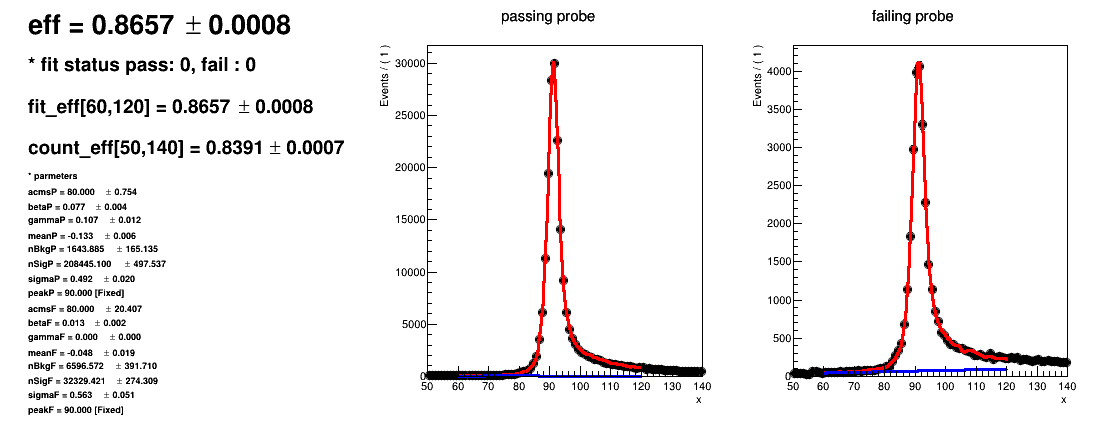 eff = 0.8657 ± 0.0008
* fit status pass: 0, fail : 0
fit_eff[60,120] = 0.8657 ± 0.0008
count_eff[50,140] = 0.8391 ± 0.0007
* parmeters
acmsP = 80.000 ± 0.754
betaP = 0.077 ± 0.004
gammaP = 0.107 ± 0.012
meanP = -0.133 ± 0.006
nBkgP = 1643.885 ± 165.135
nSigP = 208445.100 ± 497.537
sigmaP = 0.492 ± 0.020
peakP = 90.000 [Fixed]
acmsF = 80.000 ± 20.407
betaF = 0.013 ± 0.002
gammaF = 0.000 ± 0.000
meanF = -0.048 ± 0.019
nBkgF = 6596.572 ± 391.710
nSigF = 32329.421 ± 274.309
sigmaF = 0.563 ± 0.051
peakF = 90.000 [Fixed]
passing probe
Events / ( 1 )
30000
25000
20000
15000
10000
5000
0
50 60 70 80 90 100 110 120 130 140
x
failing probe
Events / ( 1 )
4000
3500
3000
2500
2000
1500
1000
500
0
50 60 70 80 90 100 110 120 130 140
x